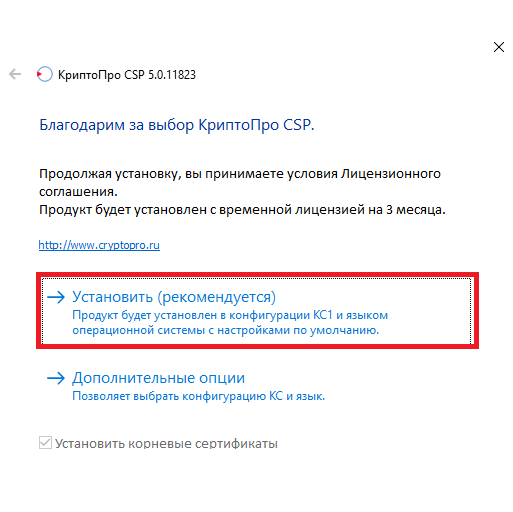 КриптоПро CSP 5.0.11823
Благодарим за выбор КриптоПро CSP.
Продолжая установку, вы принимаете условия Лицензионного
соглашения.
Продукт будет установлен с временной лицензией на 3 месяца.
http://www.cryptopro.ru
Установить (рекомендуется)
Продукт будет установлен в конфигурации КС1 и языком
операционной системы с настройками по умолчанию.
Дополнительные опции
Позволяет выбрать конфигурацию КС и язык.
Установить корневые сертификаты